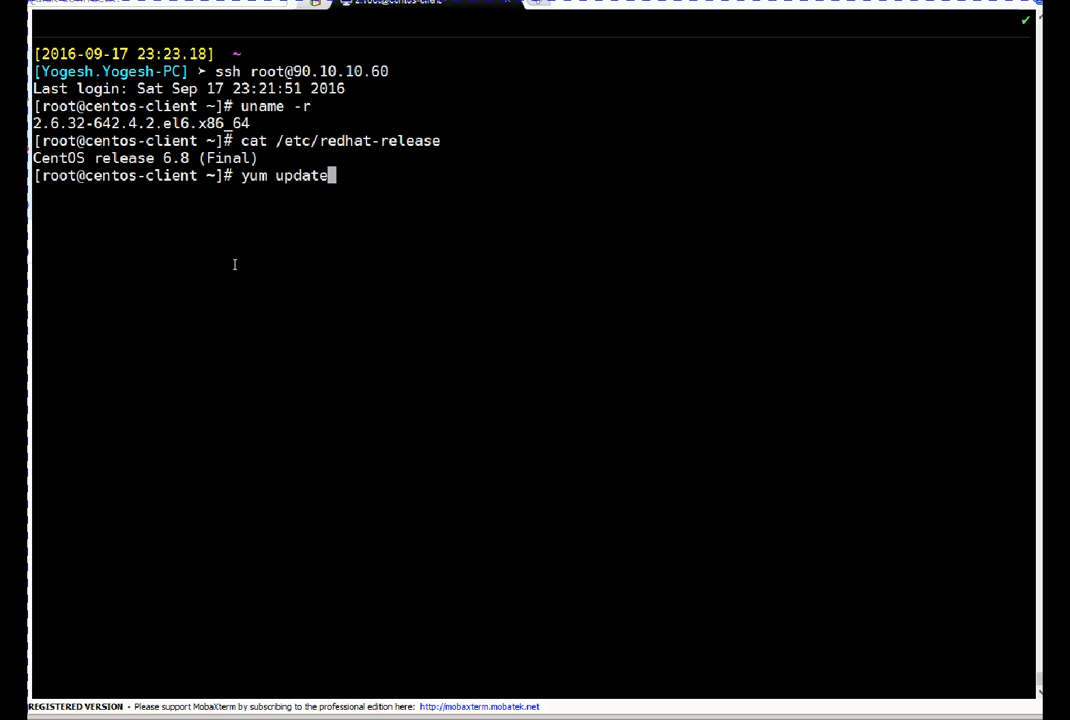 [2016-09-17 23:23.18] ~
[Yogesh.Yogesh-PC] ➤ ssh root@90.10.10.60
Last login: Sat Sep 17 23:21:51 2016
[root@centos-client ~]# uname -r
2.6.32-642.4.2.el6.x86_64
[root@centos-client ~]# cat /etc/redhat-release
CentOS release 6.8 (Final)
[root@centos-client ~]# yum update
REGISTERED VERSION - Please support MobaXterm by subscribing to the professional edition here: http://mobaxterm.mobatek.net